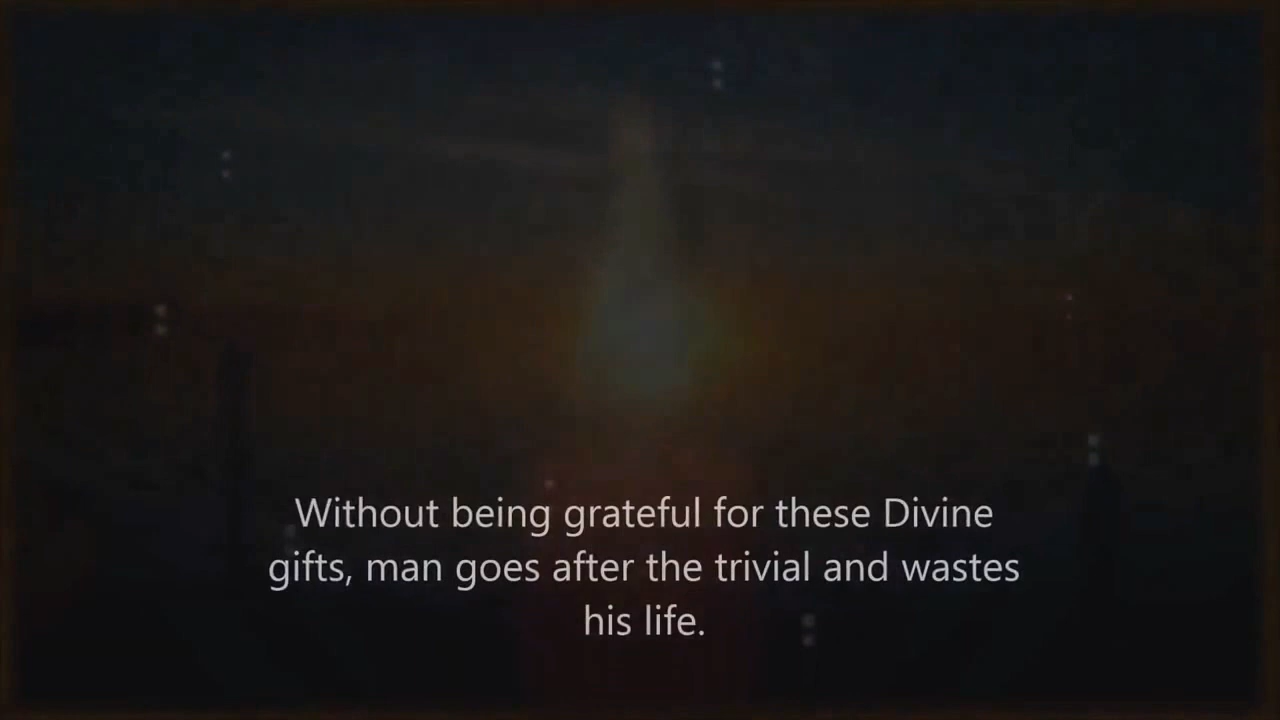 Without being grateful for these Divine
gifts, man goes after the trivial and wastes
his life.